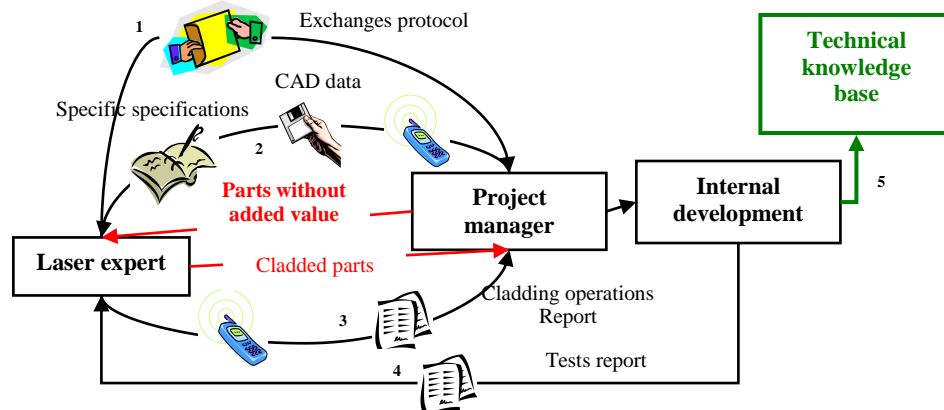 1
Exchanges protocol
Technical
knowledge
base
CAD data
Specific specifications
2
Parts without
added value
Project
manager
Internal
development
5
Laser expert
Cladded parts
Cladding operations
Report
3
Tests report
4